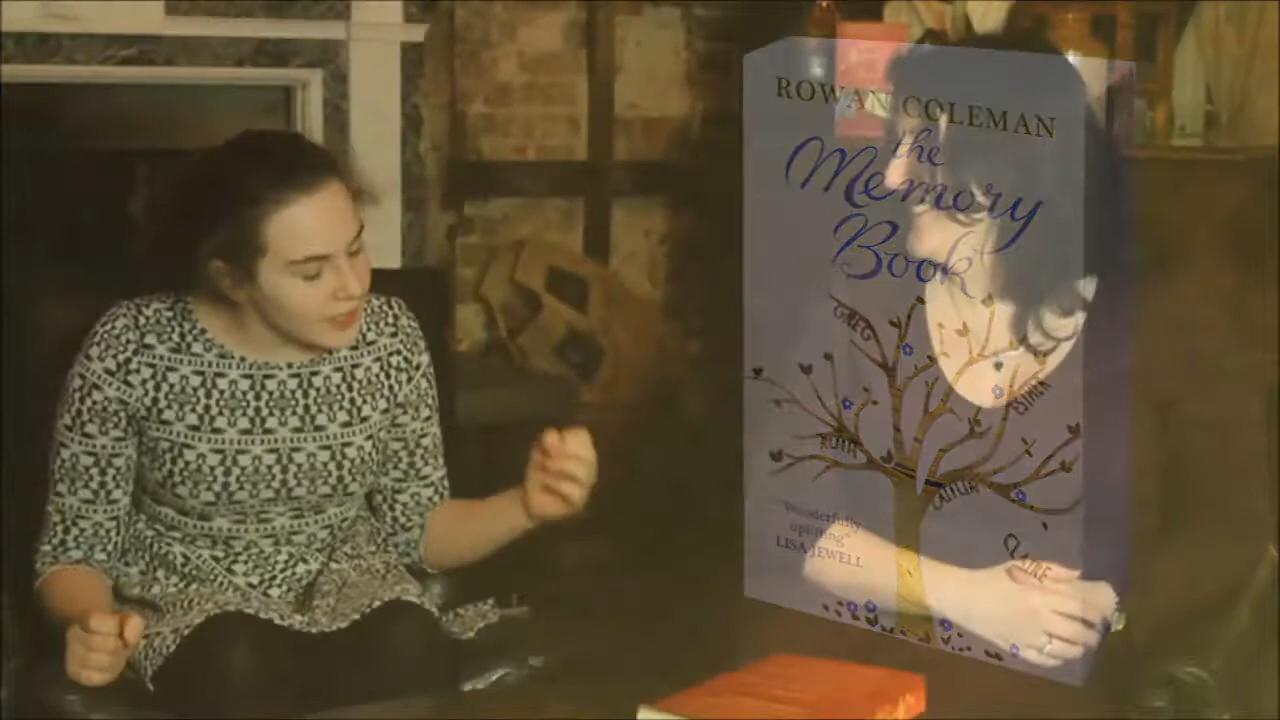 ROWAN COLEMAN
the
Memory
Book
GREG
ESTHER
RUTH
CAITLIN
CLAIRE
"Wonderfully
uplifting"
LISA JEWELL